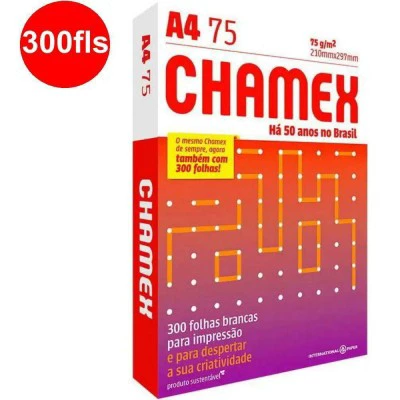 300fls
A4 75
75 g/m²
210mmx297mm
CHAMEX
Há 50 anos no Brasil
O mesmo Chamex
de sempre, agora
também com
300 folhas!
A4 75
CHAMEX
300 folhas brancas
para impressão
e para despertar
a sua criatividade
produto sustentável
INTERNATIONAL PAPER